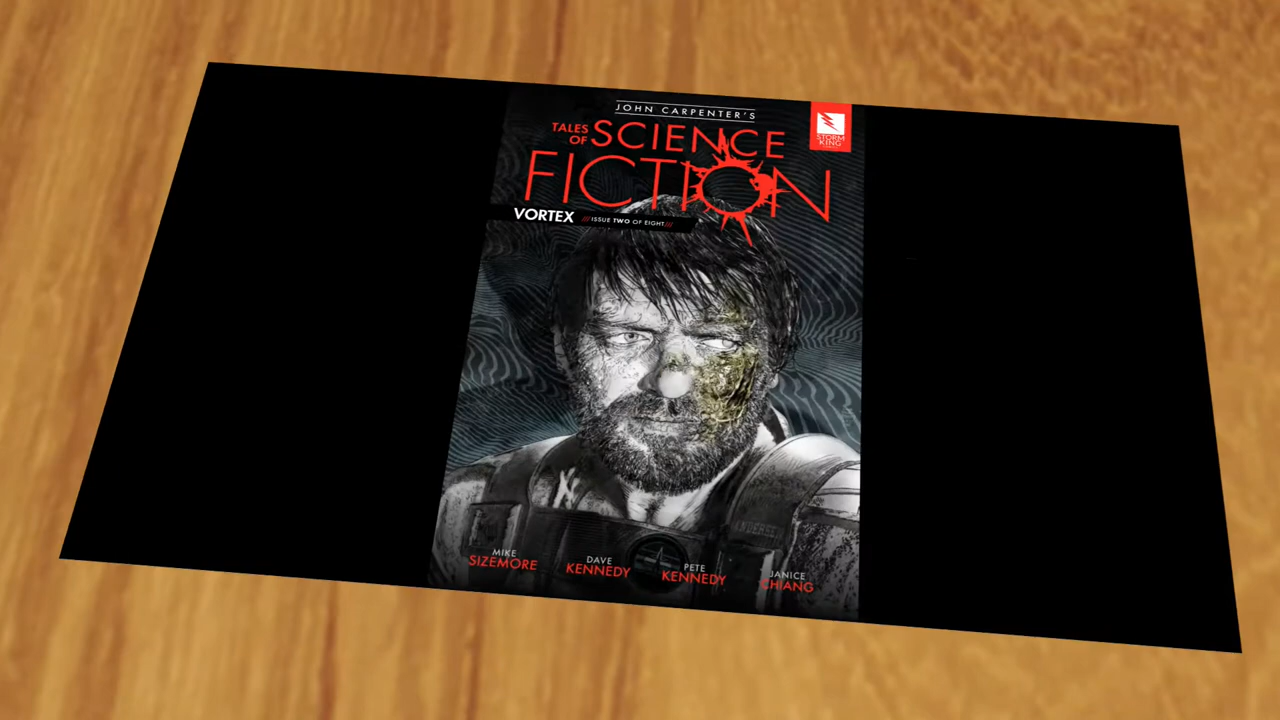 JOHN CARPENTER'S
TALES OF SCIENCE
FICTION
STORM KING
VORTEX /// ISSUE TWO OF EIGHT ///
MIKE SIZEMORE
DAVE KENNEDY
PETE KENNEDY
JANICE CHIANG